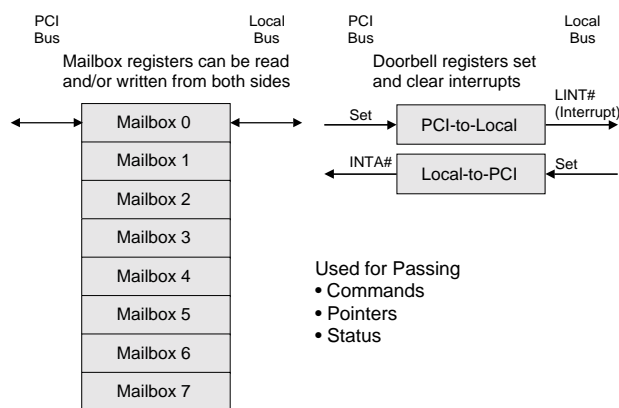 PCI
Bus
Local
Bus
Mailbox registers can be read
and/or written from both sides
Mailbox 0
Mailbox 1
Mailbox 2
Mailbox 3
Mailbox 4
Mailbox 5
Mailbox 6
Mailbox 7
PCI
Bus
Local
Bus
Doorbell registers set
and clear interrupts
Set
PCI-to-Local
LINT#
(Interrupt)
INTA#
Local-to-PCI
Set
Used for Passing
• Commands
• Pointers
• Status